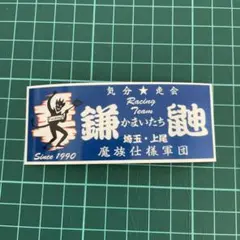 気分★走会
Racing
Team
鎌鼬
かまいたち
埼玉・上尾
魔族仕様軍団
Since 1990